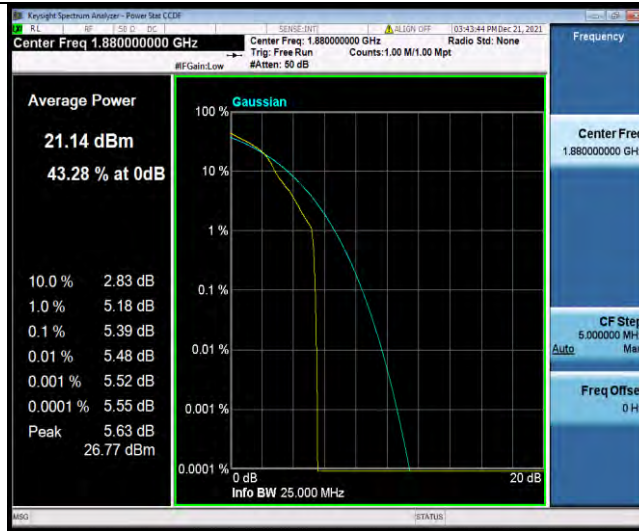 Keysight Spectrum Analyzer - Power Stat CCDF
RL RF 50 Ω DC SENSE:INT ALIGN OFF 03:43:44 PM Dec 21, 2021
Center Freq 1.880000000 GHz
Center Freq: 1.880000000 GHz Radio Std: None
Trig: Free Run Counts:1.00 M/1.00 Mpt
#IFGain:Low #Atten: 50 dB
Frequency
Average Power
21.14 dBm
43.28 % at 0dB
10.0 % 2.83 dB
1.0 % 5.18 dB
0.1 % 5.39 dB
0.01 % 5.48 dB
0.001 % 5.52 dB
0.0001 % 5.55 dB
Peak 5.63 dB
26.77 dBm
Gaussian
100 %
10 %
1 %
0.1 %
0.01 %
0.001 %
0.0001 %
0 dB 20 dB
Info BW 25.000 MHz
Center Fre
1.880000000 GH
CF Step
5.000000 MH
Auto Ma
Freq Offse
0 H
MSG STATUS